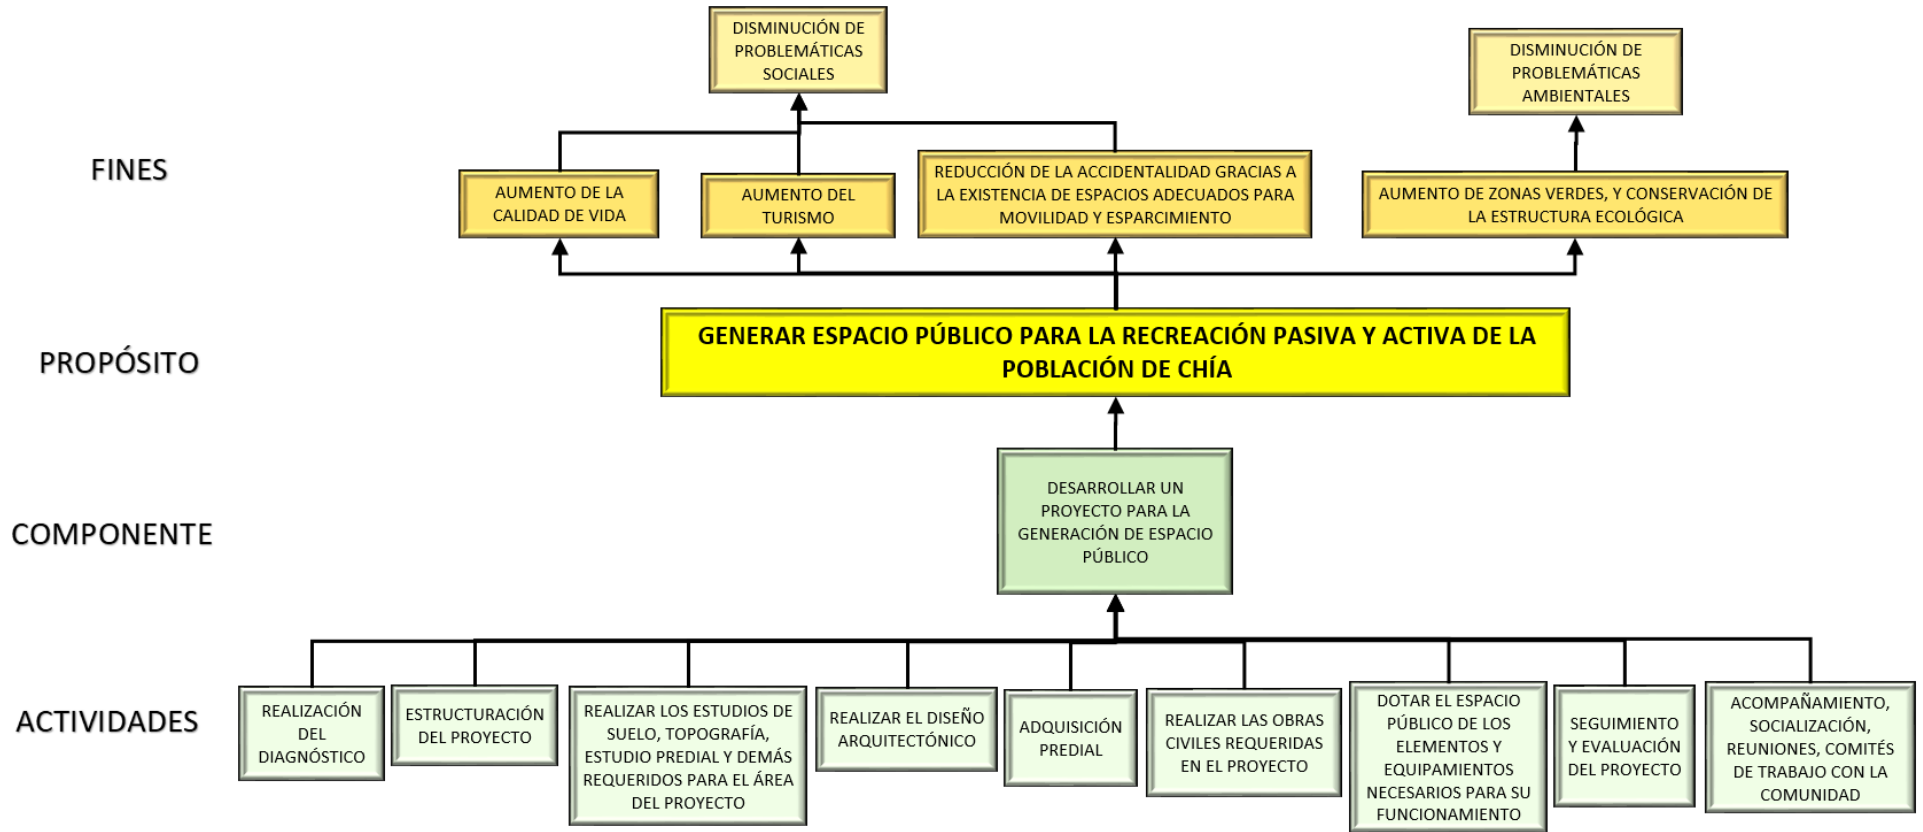 DISMINUCIÓN DE
PROBLEMÁTICAS
SOCIALES
DISMINUCIÓN DE
PROBLEMÁTICAS
AMBIENTALES
FINES
AUMENTO DE LA
CALIDAD DE VIDA
AUMENTO DEL
TURISMO
REDUCCIÓN DE LA ACCIDENTALIDAD GRACIAS A
LA EXISTENCIA DE ESPACIOS ADECUADOS PARA
MOVILIDAD Y ESPARCIMIENTO
AUMENTO DE ZONAS VERDES, Y CONSERVACIÓN DE
LA ESTRUCTURA ECOLÓGICA
PROPÓSITO
GENERAR ESPACIO PÚBLICO PARA LA RECREACIÓN PASIVA Y ACTIVA DE LA
POBLACIÓN DE CHÍA
COMPONENTE
DESARROLLAR UN
PROYECTO PARA LA
GENERACIÓN DE ESPACIO
PÚBLICO
ACTIVIDADES
REALIZACIÓN
DEL
DIAGNÓSTICO
ESTRUCTURACIÓN
DEL PROYECTO
REALIZAR LOS ESTUDIOS DE
SUELO, TOPOGRAFÍA,
ESTUDIO PREDIAL Y DEMÁS
REQUERIDOS PARA EL ÁREA
DEL PROYECTO
REALIZAR EL DISEÑO
ARQUITECTÓNICO
ADQUISICIÓN
PREDIAL
REALIZAR LAS OBRAS
CIVILES REQUERIDAS
EN EL PROYECTO
DOTAR EL ESPACIO
PÚBLICO DE LOS
ELEMENTOS Y
EQUIPAMIENTOS
NECESARIOS PARA SU
FUNCIONAMIENTO
SEGUIMIENTO
Y EVALUACIÓN
DEL PROYECTO
ACOMPAÑAMIENTO,
SOCIALIZACIÓN,
REUNIONES, COMITÉS
DE TRABAJO CON LA
COMUNIDAD